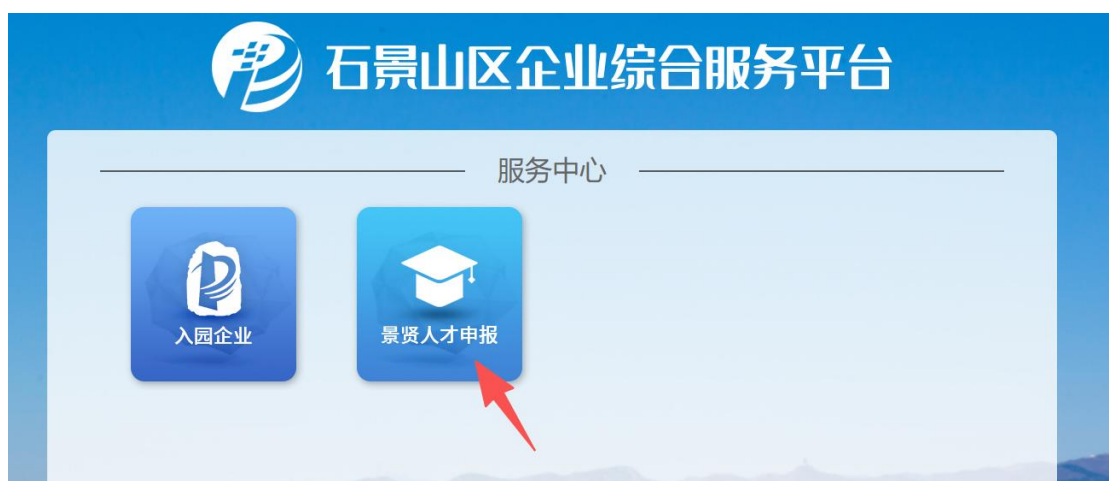 石景山区企业综合服务平台
服务中心
入园企业
景贤人才申报